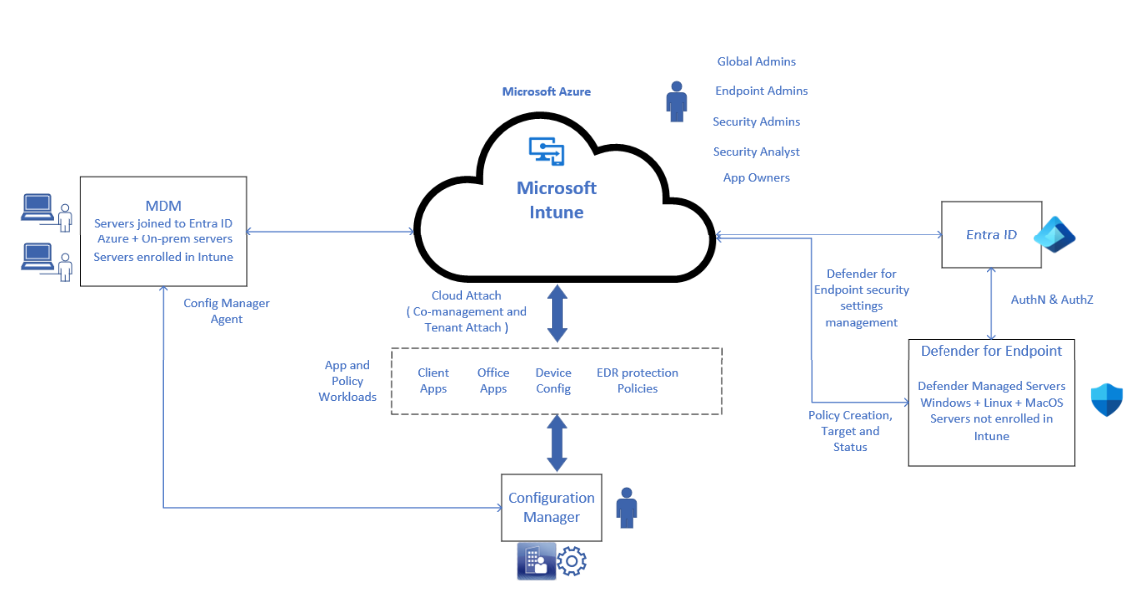 Global Admins
Microsoft Azure
Endpoint Admins
Security Admins
Security Analyst
App Owners
Microsoft
Intune
MDM
Servers joined to Entra ID
Azure + On-prem servers
Servers enrolled in Intune
Entra ID
Config Manager
Agent
Cloud Attach
( Co-management and
Tenant Attach )
Defender for
Endpoint security
settings
management
AuthN & AuthZ
App and
Policy
Workloads
Client
Apps
Office
Apps
Device
Config
EDR protection
Policies
Defender for Endpoint
Defender Managed Servers
Windows + Linux + MacOS
Servers not enrolled in
Intune
Policy Creation,
Target and
Status
Configuration
Manager